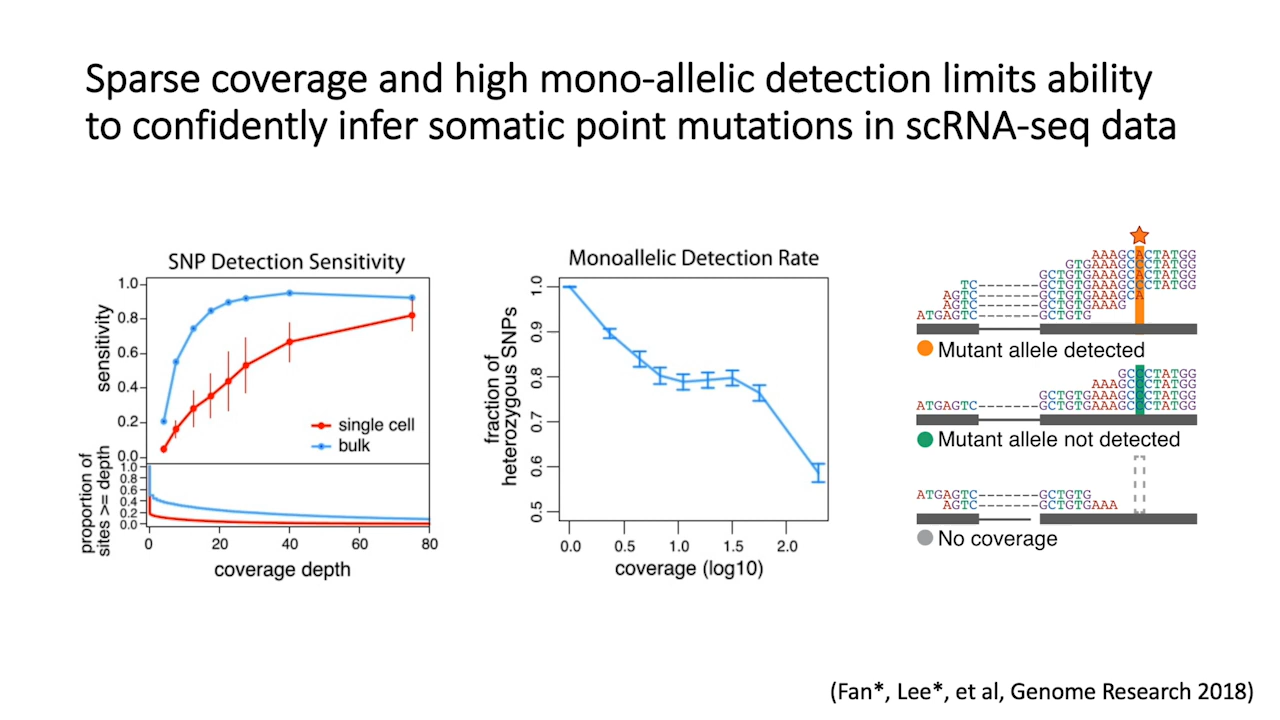 Sparse coverage and high mono-allelic detection limits ability
to confidently infer somatic point mutations in scRNA-seq data
SNP Detection Sensitivity
sensitivity
1.0
0.8
0.6
0.4
0.2
0.0
single cell
bulk
proportion of
sites >= depth
1.0
0.8
0.6
0.4
0.2
0.0
0 20 40 60 80
coverage depth
Monoallelic Detection Rate
fraction of
heterozygous SNPs
1.0
0.9
0.8
0.7
0.6
0.5
0.0 0.5 1.0 1.5 2.0
coverage (log10)
AAAGCACTATGG
GTGAAAGCCCTATGG
GCTGTGAAAGCACTATGG
TC------GCTGTGAAAGCCCTATGG
AGTC------GCTGTGAAAGCA
AGTC------GCTGTGAAAG
ATGAGTC------GCTGTG
Mutant allele detected
GCCCTATGG
AAAGCCCTATGG
GCTGTGAAAGCCCTATGG
ATGAGTC------GCTGTGAAAGCCCTATGG
Mutant allele not detected
ATGAGTC------GCTGTG
AGTC------GCTGTGAAA
No coverage
(Fan*, Lee*, et al, Genome Research 2018)